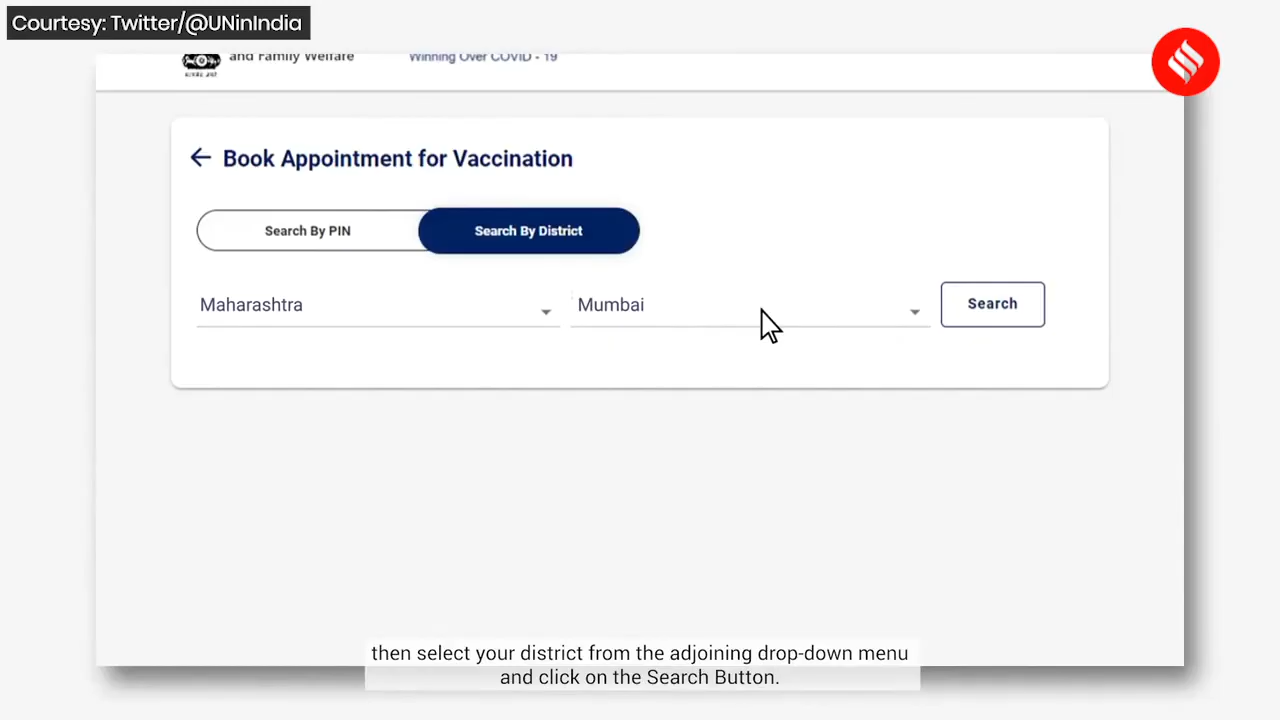 Courtesy: Twitter/@UNinIndia
and Family Welfare
Winning Over COVID - 19
Book Appointment for Vaccination
Search By PIN
Search By District
Maharashtra
Mumbai
Search
then select your district from the adjoining drop-down menu
and click on the Search Button.